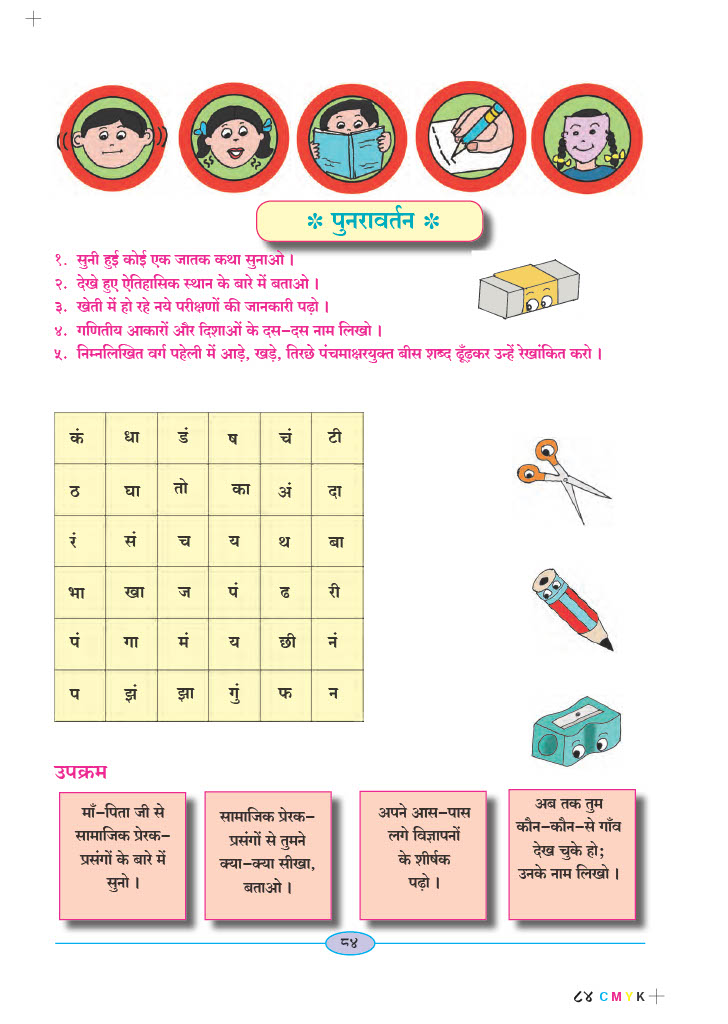 * पुनरावर्तन *
१. सुनी हुई कोई एक जातक कथा सुनाओ ।
२. देखे हुए ऐतिहासिक स्थान के बारे में बताओ ।
३. खेती में हो रहे नये परीक्षणों की जानकारी पढ़ो ।
४. गणितीय आकारों और दिशाओं के दस-दस नाम लिखो ।
५. निम्नलिखित वर्ग पहेली में आड़े, खड़े, तिरछे पंचमाक्षरयुक्त बीस शब्द ढूँढ़कर उन्हें रेखांकित करो ।
कं धा डं ष चं टी
ठ घा तो का अं दा
रं सं च य थ बा
भा खा ज पं ढ री
पं गा मं य छी नं
प झं झा गुं फ न
उपक्रम
माँ-पिता जी से
सामाजिक प्रेरक-
प्रसंगों के बारे में
सुनो ।
सामाजिक प्रेरक-
प्रसंगों से तुमने
क्या-क्या सीखा,
बताओ ।
अपने आस-पास
लगे विज्ञापनों
के शीर्षक
पढ़ो ।
अब तक तुम
कौन-कौन-से गाँव
देख चुके हो;
उनके नाम लिखो ।
८४
८४ C M Y K